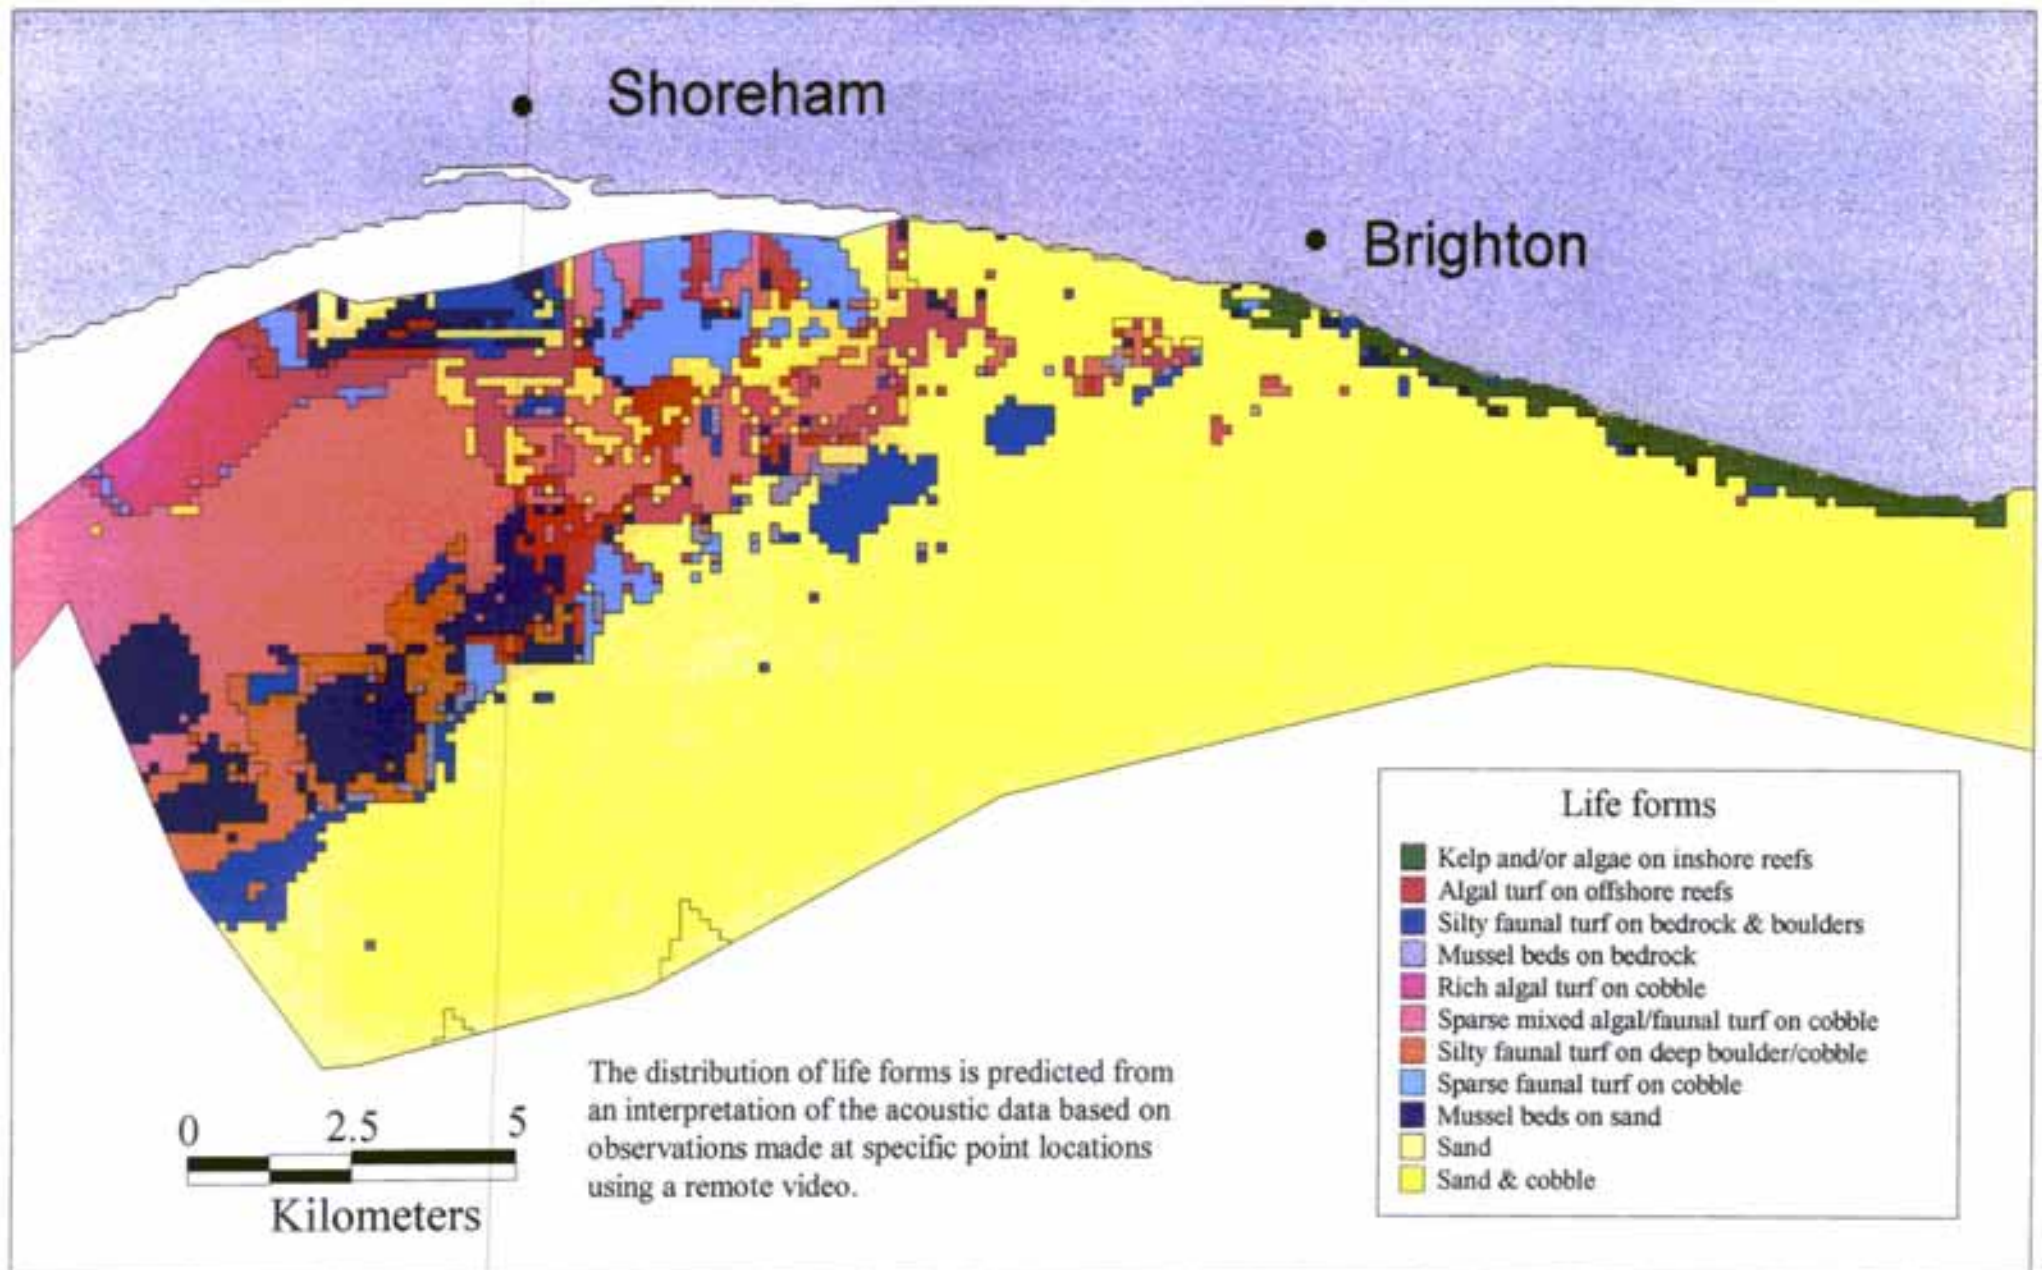 Shoreham
Brighton
Life forms
Kelp and/or algae on inshore reefs
Algal turf on offshore reefs
Silty faunal turf on bedrock & boulders
Mussel beds on bedrock
Rich algal turf on cobble
Sparse mixed algal/faunal turf on cobble
Silty faunal turf on deep boulder/cobble
Sparse faunal turf on cobble
Mussel beds on sand
Sand
Sand & cobble
The distribution of life forms is predicted from
an interpretation of the acoustic data based on
observations made at specific point locations
using a remote video.
0 2.5 5
Kilometers